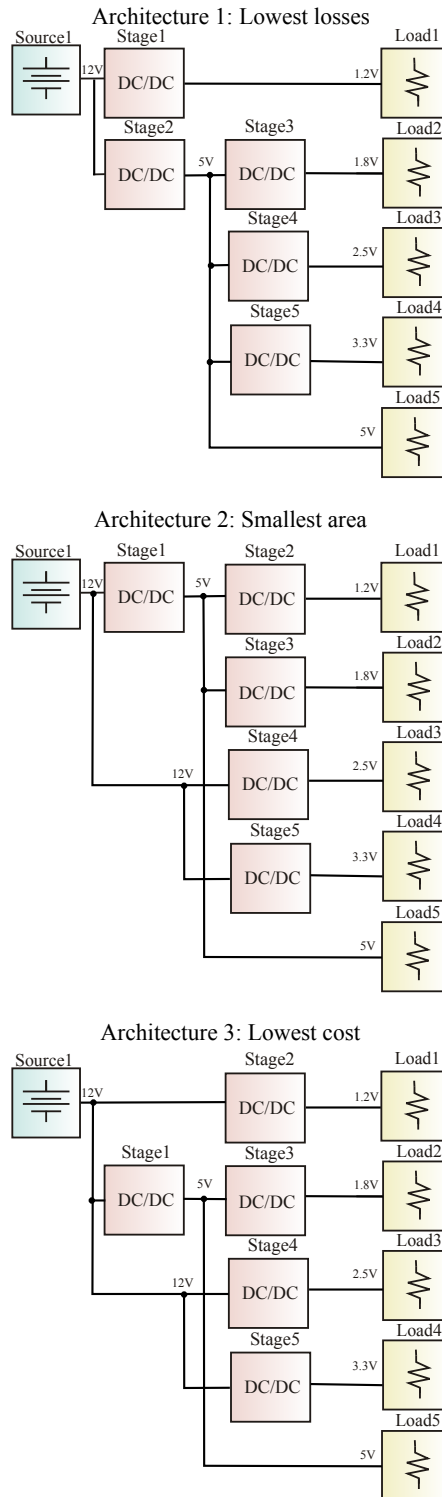 Architecture 1: Lowest losses
Source1
Stage1
Load1
12V
DC/DC
1.2V
Stage2
Stage3
Load2
DC/DC
5V
DC/DC
1.8V
Stage4
Load3
DC/DC
2.5V
Stage5
Load4
DC/DC
3.3V
Load5
5V
Architecture 2: Smallest area
Source1
Stage1
Stage2
Load1
12V
DC/DC
5V
DC/DC
1.2V
Stage3
Load2
DC/DC
1.8V
Stage4
Load3
12V
DC/DC
2.5V
Stage5
Load4
DC/DC
3.3V
Load5
5V
Architecture 3: Lowest cost
Source1
Stage2
Load1
12V
DC/DC
1.2V
Stage1
Stage3
Load2
DC/DC
5V
DC/DC
1.8V
Stage4
Load3
12V
DC/DC
2.5V
Stage5
Load4
DC/DC
3.3V
Load5
5V